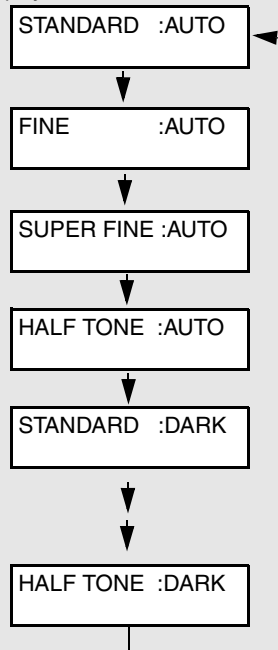 STANDARD :AUTO
FINE :AUTO
SUPER FINE :AUTO
HALF TONE :AUTO
STANDARD :DARK
HALF TONE :DARK